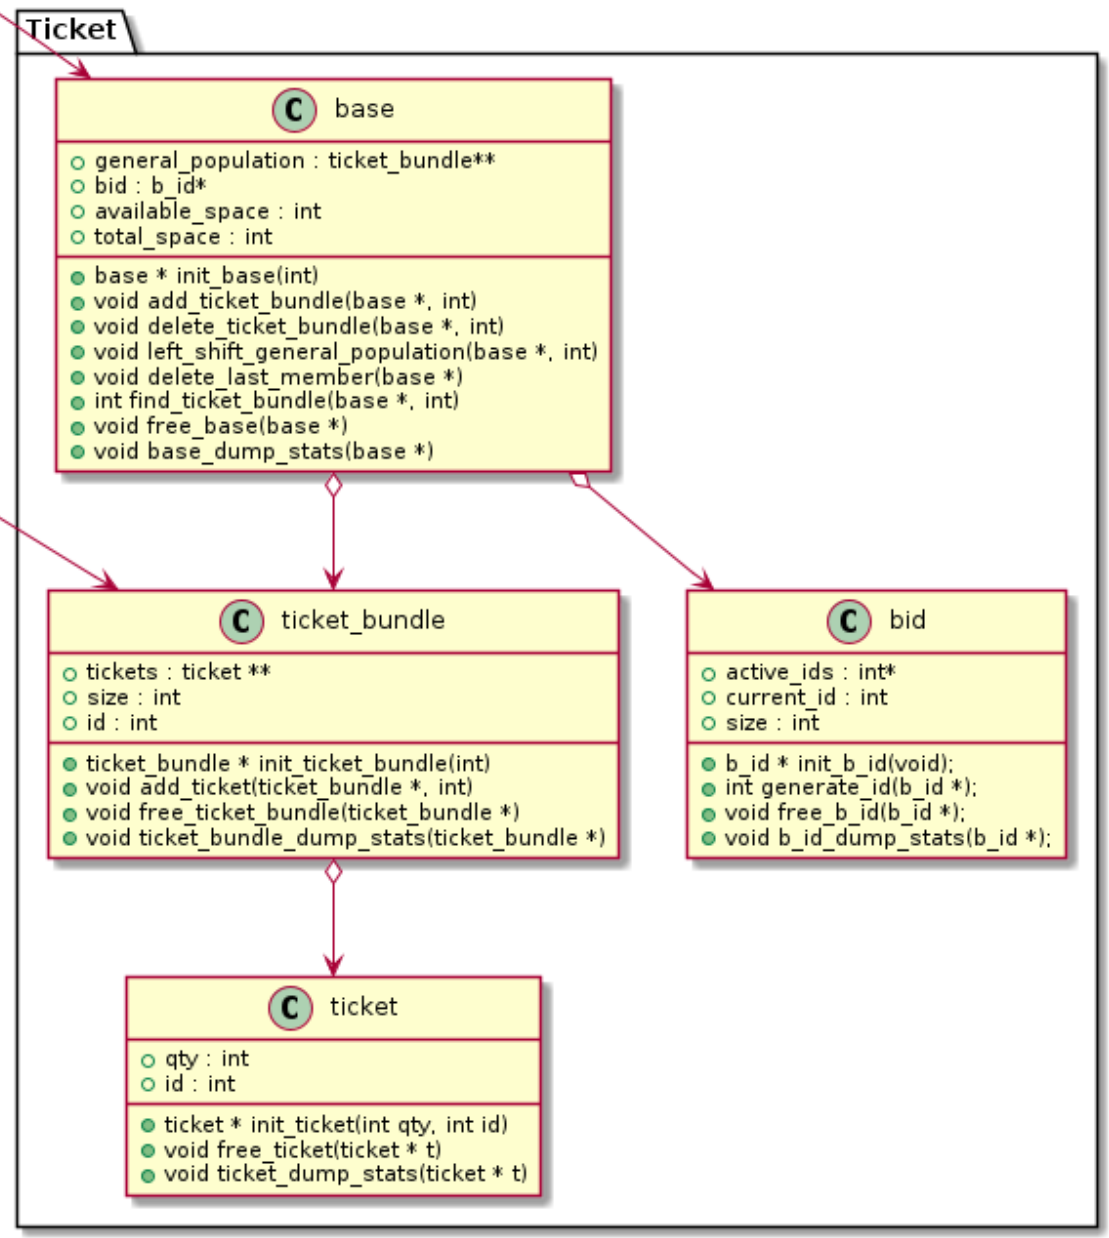 Ticket
C base
general_population : ticket_bundle**
bid : b_id*
available_space : int
total_space : int
base * init_base(int)
void add_ticket_bundle(base *, int)
void delete_ticket_bundle(base *, int)
void left_shift_general_population(base *, int)
void delete_last_member(base *)
int find_ticket_bundle(base *, int)
void free_base(base *)
void base_dump_stats(base *)
C ticket_bundle
tickets : ticket **
size : int
id : int
ticket_bundle * init_ticket_bundle(int)
void add_ticket(ticket_bundle *, int)
void free_ticket_bundle(ticket_bundle *)
void ticket_bundle_dump_stats(ticket_bundle *)
C bid
active_ids : int*
current_id : int
size : int
b_id * init_b_id(void);
int generate_id(b_id *);
void free_b_id(b_id *);
void b_id_dump_stats(b_id *);
C ticket
qty : int
id : int
ticket * init_ticket(int qty, int id)
void free_ticket(ticket * t)
void ticket_dump_stats(ticket * t)